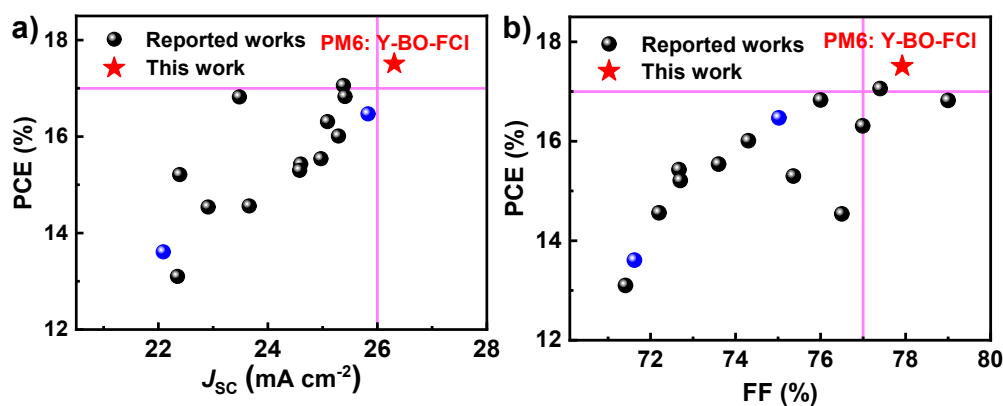 a)
Reported works
This work
PM6: Y-BO-FCl
PCE (%)
18
16
14
12
22
24
26
28
J_SC (mA cm⁻²)
b)
Reported works
This work
PM6: Y-BO-FCl
PCE (%)
18
16
14
12
72
74
76
78
80
FF (%)